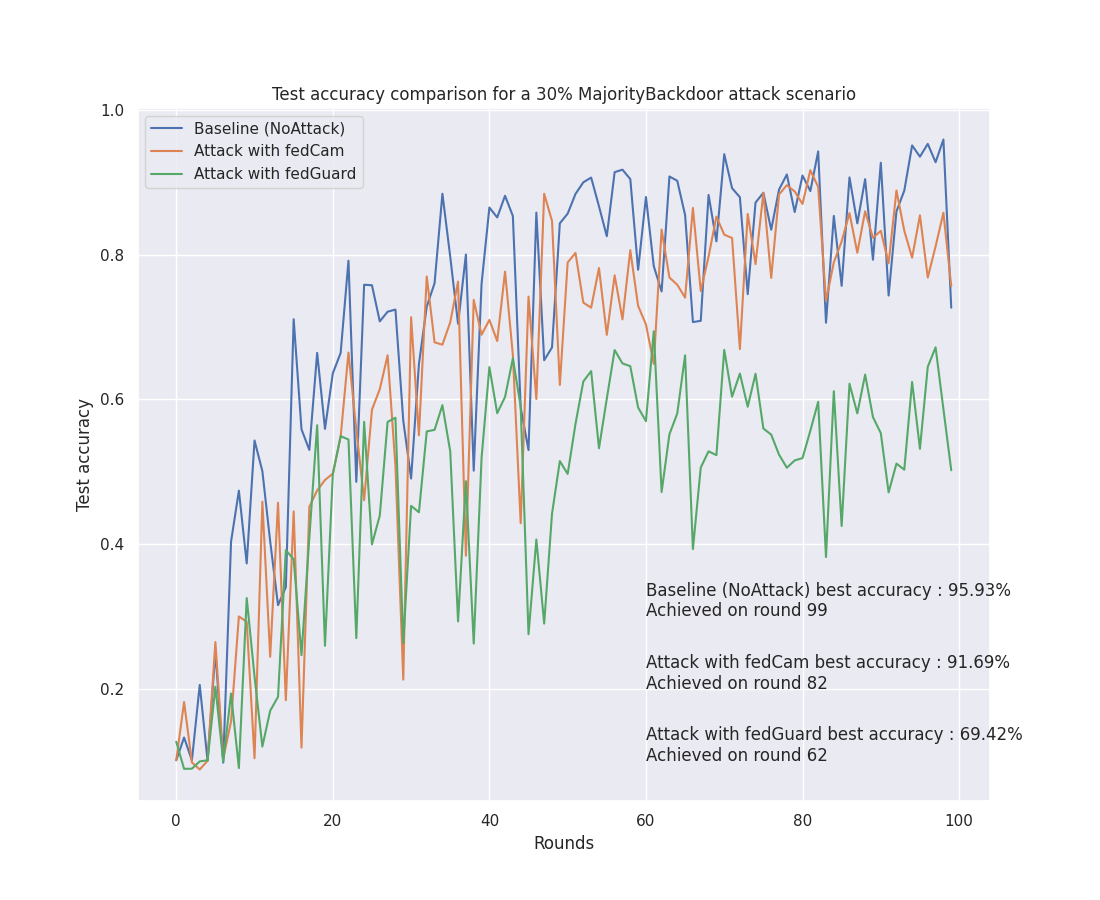 Test accuracy comparison for a 30% MajorityBackdoor attack scenario
1.0
Baseline (NoAttack)
Attack with fedCam
Attack with fedGuard
0.8
0.6
Test accuracy
0.4
Baseline (NoAttack) best accuracy : 95.93%
Achieved on round 99
Attack with fedCam best accuracy : 91.69%
Achieved on round 82
0.2
Attack with fedGuard best accuracy : 69.42%
Achieved on round 62
0 20 40 60 80 100
Rounds